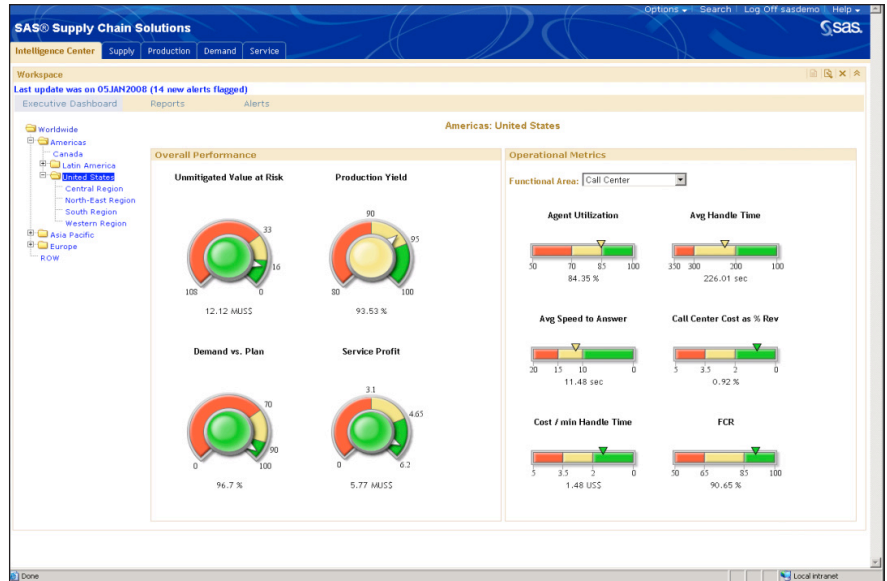 Options Search Log Off sasdemo Help
SAS® Supply Chain Solutions
sas.
Intelligence Center Supply Production Demand Service
Workspace
Last update was on 05JAN2008 (14 new alerts flagged)
Executive Dashboard Reports Alerts
Worldwide
Americas
Canada
Latin America
United States
Central Region
North-East Region
South Region
Western Region
Asia Pacific
Europe
ROW
Americas: United States
Overall Performance
Unmitigated Value at Risk
33
16
108 0
12.12 MUS$
Production Yield
90
95
80 100
93.53 %
Demand vs. Plan
70
90
0 100
96.7 %
Service Profit
3.1
4.65
0 6.2
5.77 MUS$
Operational Metrics
Functional Area: Call Center
Agent Utilization
50 70 85 100
84.35 %
Avg Handle Time
350 300 200 100
226.01 sec
Avg Speed to Answer
20 15 10 0
11.48 sec
Call Center Cost as % Rev
5 3.5 2 0
0.92 %
Cost / min Handle Time
5 3.5 2 0
1.48 US$
FCR
50 65 85 100
90.65 %
Done
Local intranet